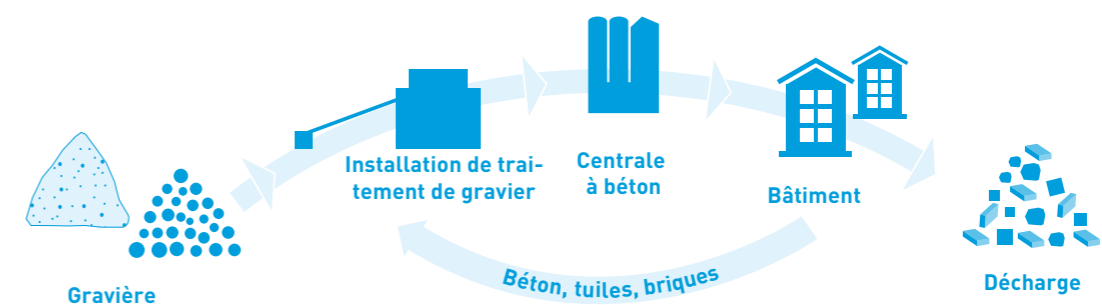 Installation de trai-
tement de gravier
Centrale
à béton
Bâtiment
Béton, tuiles, briques
Gravière
Décharge